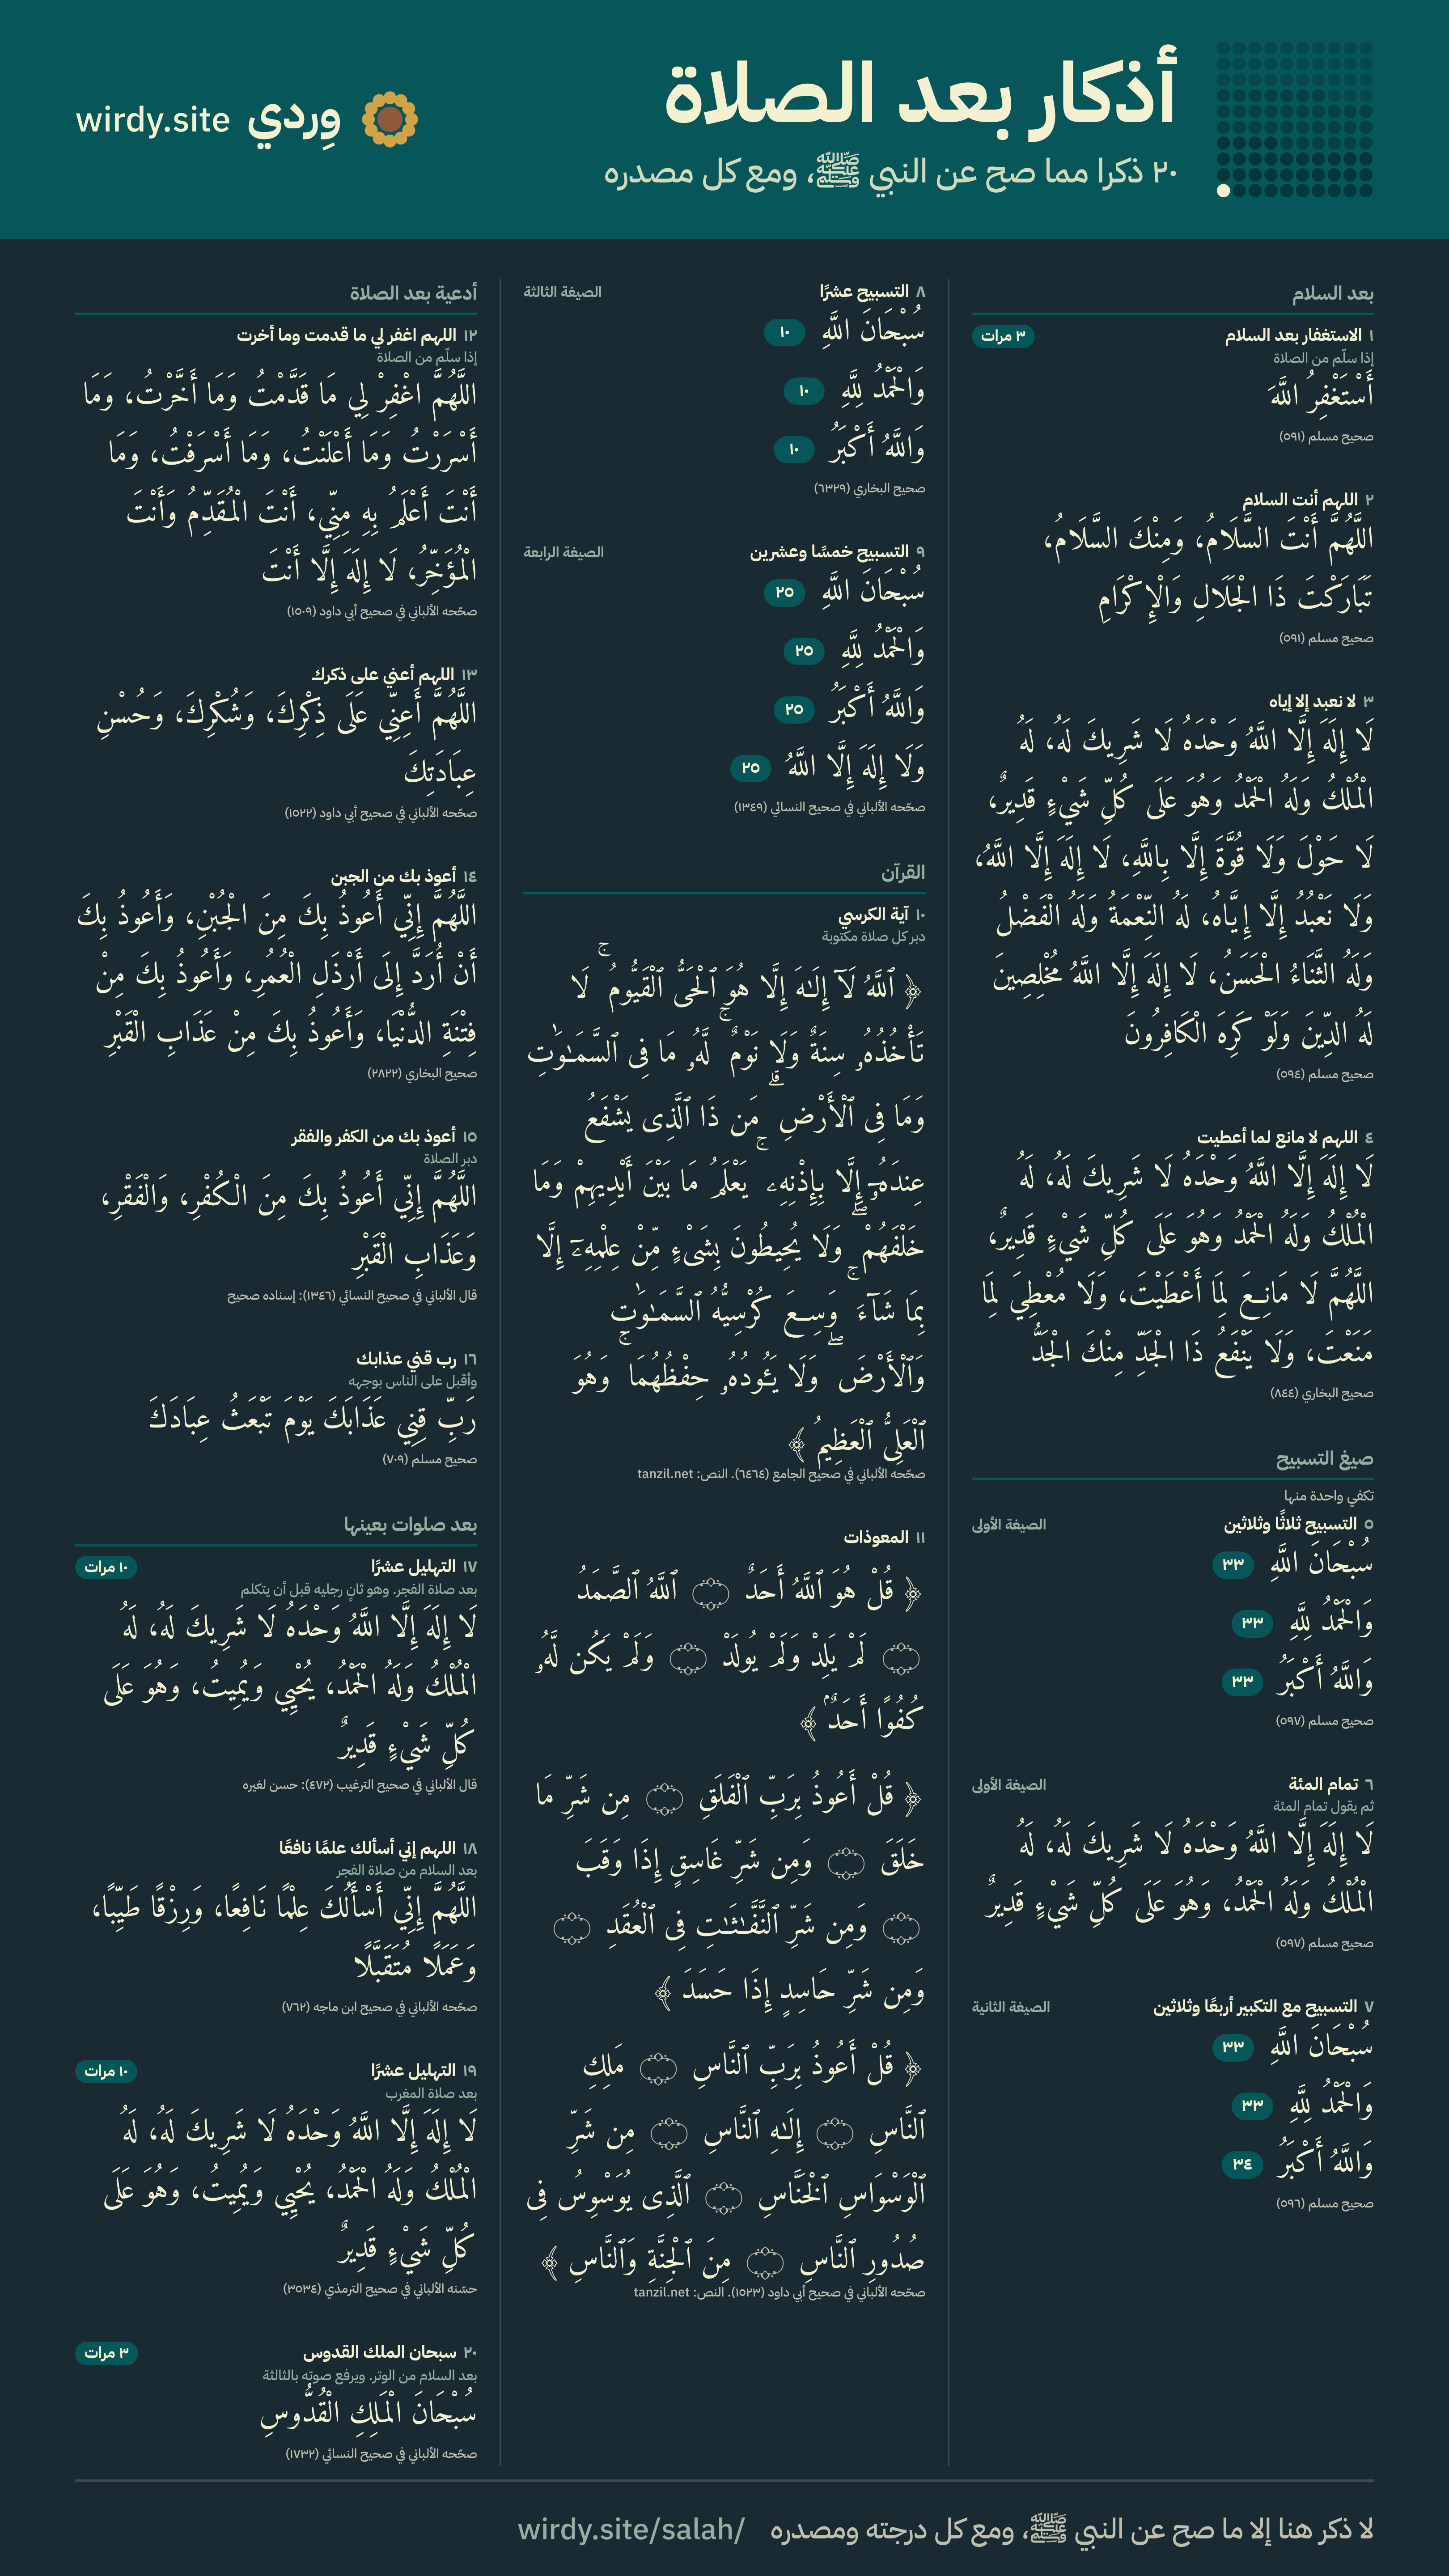 أذكار بعد الصلاة
٢٠ ذكرا مما صح عن النبي ﷺ، ومع كل مصدره
وِردي wirdy.site
بعد السلام
١ الاستغفار بعد السلام ٣ مرات
إذا سلّم من الصلاة
أَسْتَغْفِرُ اللَّهَ
صحيح مسلم (٥٩١)
٢ اللهم أنت السلام
اللَّهُمَّ أَنْتَ السَّلَامُ، وَمِنْكَ السَّلَامُ،
تَبَارَكْتَ ذَا الْجَلَالِ وَالْإِكْرَامِ
صحيح مسلم (٥٩١)
٣ لا نعبد إلا إياه
لَا إِلَهَ إِلَّا اللَّهُ وَحْدَهُ لَا شَرِيكَ لَهُ، لَهُ
الْمُلْكُ وَلَهُ الْحَمْدُ وَهُوَ عَلَى كُلِّ شَيْءٍ قَدِيرٌ،
لَا حَوْلَ وَلَا قُوَّةَ إِلَّا بِاللَّهِ، لَا إِلَهَ إِلَّا اللَّهُ،
وَلَا نَعْبُدُ إِلَّا إِيَّاهُ، لَهُ النِّعْمَةُ وَلَهُ الْفَضْلُ
وَلَهُ الثَّنَاءُ الْحَسَنُ، لَا إِلَهَ إِلَّا اللَّهُ مُخْلِصِينَ
لَهُ الدِّينَ وَلَوْ كَرِهَ الْكَافِرُونَ
صحيح مسلم (٥٩٤)
٤ اللهم لا مانع لما أعطيت
لَا إِلَهَ إِلَّا اللَّهُ وَحْدَهُ لَا شَرِيكَ لَهُ، لَهُ
الْمُلْكُ وَلَهُ الْحَمْدُ وَهُوَ عَلَى كُلِّ شَيْءٍ قَدِيرٌ،
اللَّهُمَّ لَا مَانِعَ لِمَا أَعْطَيْتَ، وَلَا مُعْطِيَ لِمَا
مَنَعْتَ، وَلَا يَنْفَعُ ذَا الْجَدِّ مِنْكَ الْجَدُّ
صحيح البخاري (٨٤٤)
صيغ التسبيح
تكفي واحدة منها
٥ التسبيح ثلاثًا وثلاثين الصيغة الأولى
سُبْحَانَ اللَّهِ ٣٣
وَالْحَمْدُ لِلَّهِ ٣٣
وَاللَّهُ أَكْبَرُ ٣٣
صحيح مسلم (٥٩٧)
٦ تمام المئة الصيغة الأولى
ثم يقول تمام المئة
لَا إِلَهَ إِلَّا اللَّهُ وَحْدَهُ لَا شَرِيكَ لَهُ، لَهُ
الْمُلْكُ وَلَهُ الْحَمْدُ، وَهُوَ عَلَى كُلِّ شَيْءٍ قَدِيرٌ
صحيح مسلم (٥٩٧)
٧ التسبيح مع التكبير أربعًا وثلاثين الصيغة الثانية
سُبْحَانَ اللَّهِ ٣٣
وَالْحَمْدُ لِلَّهِ ٣٣
وَاللَّهُ أَكْبَرُ ٣٤
صحيح مسلم (٥٩٦)
٨ التسبيح عشرًا الصيغة الثالثة
سُبْحَانَ اللَّهِ ١٠
وَالْحَمْدُ لِلَّهِ ١٠
وَاللَّهُ أَكْبَرُ ١٠
صحيح البخاري (٦٣٢٩)
٩ التسبيح خمسًا وعشرين الصيغة الرابعة
سُبْحَانَ اللَّهِ ٢٥
وَالْحَمْدُ لِلَّهِ ٢٥
وَاللَّهُ أَكْبَرُ ٢٥
وَلَا إِلَهَ إِلَّا اللَّهُ ٢٥
صحّحه الألباني في صحيح النسائي (١٣٤٩)
القرآن
١٠ آية الكرسي
دبر كل صلاة مكتوبة
﴿ ٱللَّهُ لَآ إِلَـٰهَ إِلَّا هُوَ ٱلْحَىُّ ٱلْقَيُّومُ ۚ لَا
تَأْخُذُهُۥ سِنَةٌ وَلَا نَوْمٌ ۚ لَّهُۥ مَا فِى ٱلسَّمَـٰوَٰتِ
وَمَا فِى ٱلْأَرْضِ ۗ مَن ذَا ٱلَّذِى يَشْفَعُ
عِندَهُۥٓ إِلَّا بِإِذْنِهِۦ ۚ يَعْلَمُ مَا بَيْنَ أَيْدِيهِمْ وَمَا
خَلْفَهُمْ ۖ وَلَا يُحِيطُونَ بِشَىْءٍ مِّنْ عِلْمِهِۦٓ إِلَّا
بِمَا شَآءَ ۚ وَسِعَ كُرْسِيُّهُ ٱلسَّمَـٰوَٰتِ
وَٱلْأَرْضَ ۖ وَلَا يَـُٔودُهُۥ حِفْظُهُمَا ۚ وَهُوَ
ٱلْعَلِىُّ ٱلْعَظِيمُ ﴾
صحّحه الألباني في صحيح الجامع (٦٤٦٤). النص: tanzil.net
١١ المعوذات
﴿ قُلْ هُوَ ٱللَّهُ أَحَدٌ ۝ ٱللَّهُ ٱلصَّمَدُ
۝ لَمْ يَلِدْ وَلَمْ يُولَدْ ۝ وَلَمْ يَكُن لَّهُۥ
كُفُوًا أَحَدٌۢ ﴾
﴿ قُلْ أَعُوذُ بِرَبِّ ٱلْفَلَقِ ۝ مِن شَرِّ مَا
خَلَقَ ۝ وَمِن شَرِّ غَاسِقٍ إِذَا وَقَبَ
۝ وَمِن شَرِّ ٱلنَّفَّـٰثَـٰتِ فِى ٱلْعُقَدِ ۝
وَمِن شَرِّ حَاسِدٍ إِذَا حَسَدَ ﴾
﴿ قُلْ أَعُوذُ بِرَبِّ ٱلنَّاسِ ۝ مَلِكِ
ٱلنَّاسِ ۝ إِلَـٰهِ ٱلنَّاسِ ۝ مِن شَرِّ
ٱلْوَسْوَاسِ ٱلْخَنَّاسِ ۝ ٱلَّذِى يُوَسْوِسُ فِى
صُدُورِ ٱلنَّاسِ ۝ مِنَ ٱلْجِنَّةِ وَٱلنَّاسِ ﴾
صحّحه الألباني في صحيح أبي داود (١٥٢٣). النص: tanzil.net
أدعية بعد الصلاة
١٢ اللهم اغفر لي ما قدمت وما أخرت
إذا سلّم من الصلاة
اللَّهُمَّ اغْفِرْ لِي مَا قَدَّمْتُ وَمَا أَخَّرْتُ، وَمَا
أَسْرَرْتُ وَمَا أَعْلَنْتُ، وَمَا أَسْرَفْتُ، وَمَا
أَنْتَ أَعْلَمُ بِهِ مِنِّي، أَنْتَ الْمُقَدِّمُ وَأَنْتَ
الْمُؤَخِّرُ، لَا إِلَهَ إِلَّا أَنْتَ
صحّحه الألباني في صحيح أبي داود (١٥٠٩)
١٣ اللهم أعني على ذكرك
اللَّهُمَّ أَعِنِّي عَلَى ذِكْرِكَ، وَشُكْرِكَ، وَحُسْنِ
عِبَادَتِكَ
صحّحه الألباني في صحيح أبي داود (١٥٢٢)
١٤ أعوذ بك من الجبن
اللَّهُمَّ إِنِّي أَعُوذُ بِكَ مِنَ الْجُبْنِ، وَأَعُوذُ بِكَ
أَنْ أُرَدَّ إِلَى أَرْذَلِ الْعُمُرِ، وَأَعُوذُ بِكَ مِنْ
فِتْنَةِ الدُّنْيَا، وَأَعُوذُ بِكَ مِنْ عَذَابِ الْقَبْرِ
صحيح البخاري (٢٨٢٢)
١٥ أعوذ بك من الكفر والفقر
دبر الصلاة
اللَّهُمَّ إِنِّي أَعُوذُ بِكَ مِنَ الْكُفْرِ، وَالْفَقْرِ،
وَعَذَابِ الْقَبْرِ
قال الألباني في صحيح النسائي (١٣٤٦): إسناده صحيح
١٦ رب قني عذابك
وأقبل على الناس بوجهه
رَبِّ قِنِي عَذَابَكَ يَوْمَ تَبْعَثُ عِبَادَكَ
صحيح مسلم (٧٠٩)
بعد صلوات بعينها
١٧ التهليل عشرًا ١٠ مرات
بعد صلاة الفجر. وهو ثانٍ رجليه قبل أن يتكلم
لَا إِلَهَ إِلَّا اللَّهُ وَحْدَهُ لَا شَرِيكَ لَهُ، لَهُ
الْمُلْكُ وَلَهُ الْحَمْدُ، يُحْيِي وَيُمِيتُ، وَهُوَ عَلَى
كُلِّ شَيْءٍ قَدِيرٌ
قال الألباني في صحيح الترغيب (٤٧٢): حسن لغيره
١٨ اللهم إني أسألك علمًا نافعًا
بعد السلام من صلاة الفجر
اللَّهُمَّ إِنِّي أَسْأَلُكَ عِلْمًا نَافِعًا، وَرِزْقًا طَيِّبًا،
وَعَمَلًا مُتَقَبَّلًا
صحّحه الألباني في صحيح ابن ماجه (٧٦٢)
١٩ التهليل عشرًا ١٠ مرات
بعد صلاة المغرب
لَا إِلَهَ إِلَّا اللَّهُ وَحْدَهُ لَا شَرِيكَ لَهُ، لَهُ
الْمُلْكُ وَلَهُ الْحَمْدُ، يُحْيِي وَيُمِيتُ، وَهُوَ عَلَى
كُلِّ شَيْءٍ قَدِيرٌ
حسّنه الألباني في صحيح الترمذي (٣٥٣٤)
٢٠ سبحان الملك القدوس ٣ مرات
بعد السلام من الوتر. ويرفع صوته بالثالثة
سُبْحَانَ الْمَلِكِ الْقُدُّوسِ
صحّحه الألباني في صحيح النسائي (١٧٣٢)
لا ذكر هنا إلا ما صح عن النبي ﷺ، ومع كل درجته ومصدره wirdy.site/salah/